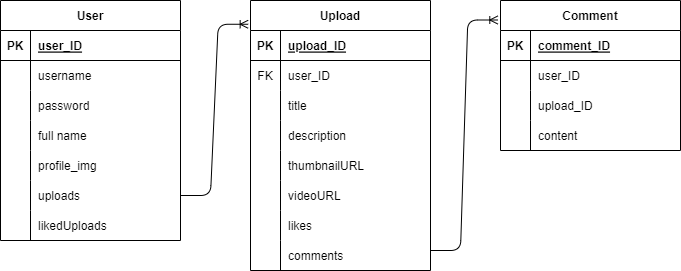 User
PK user_ID
username
password
full name
profile_img
uploads
likedUploads
Upload
PK upload_ID
FK user_ID
title
description
thumbnailURL
videoURL
likes
comments
Comment
PK comment_ID
user_ID
upload_ID
content